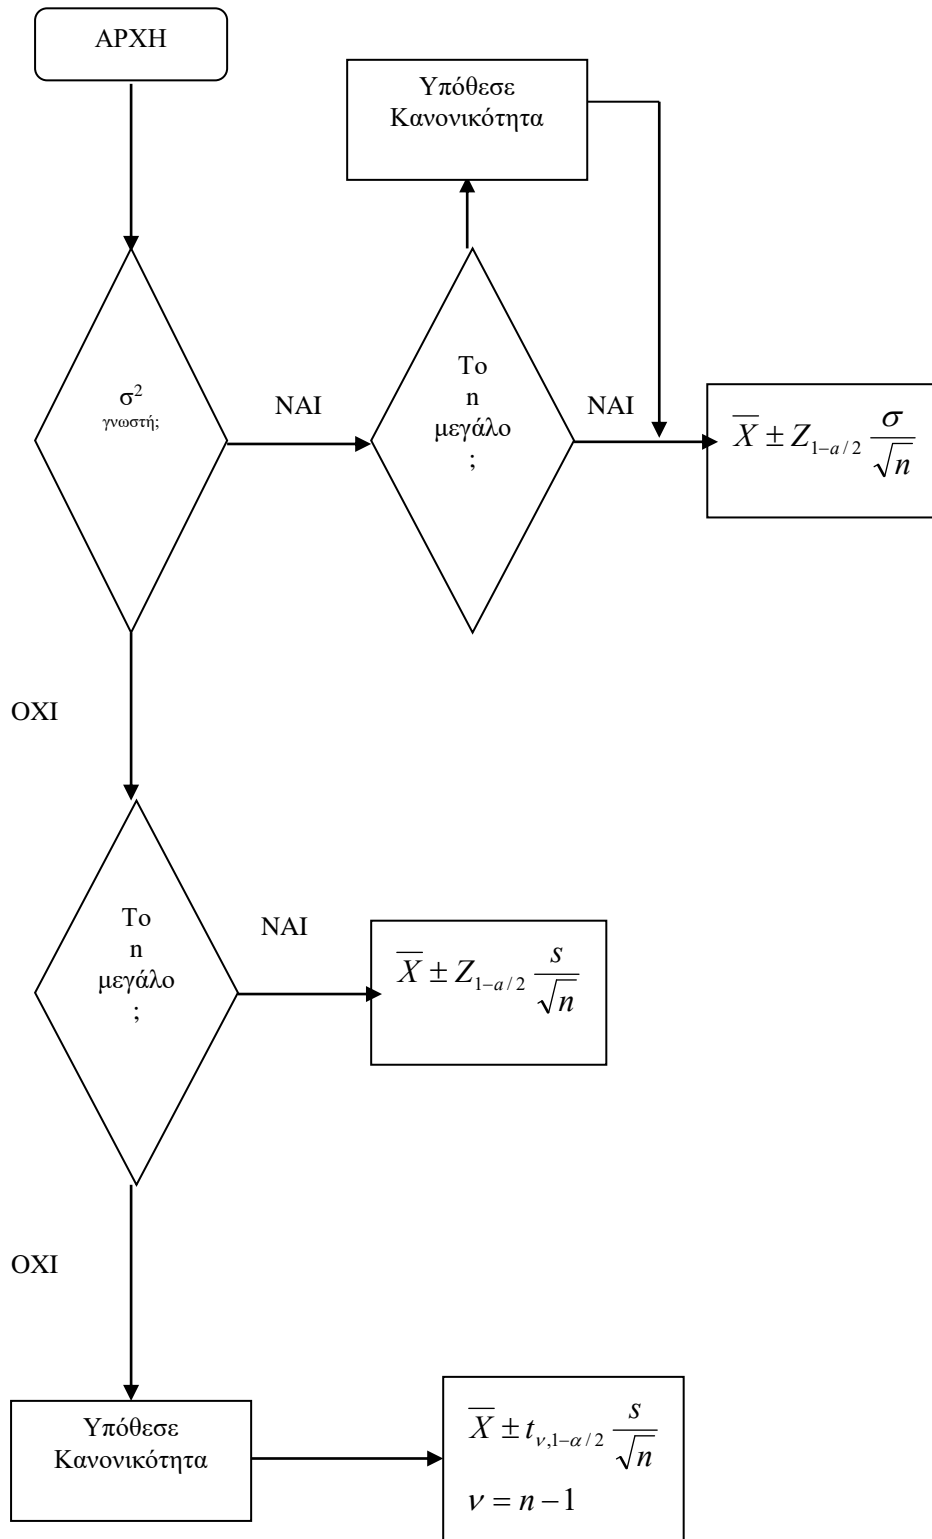 ΑΡΧΗ
Υπόθεσε
Κανονικότητα
σ²
γνωστή;
ΝΑΙ
Το
n
μεγάλο
;
ΝΑΙ
X̅ ± Z_{1−a/2} σ/√n
ΟΧΙ
Το
n
μεγάλο
;
ΝΑΙ
X̅ ± Z_{1−a/2} s/√n
ΟΧΙ
Υπόθεσε
Κανονικότητα
X̅ ± t_{ν,1−α/2} s/√n
ν = n − 1